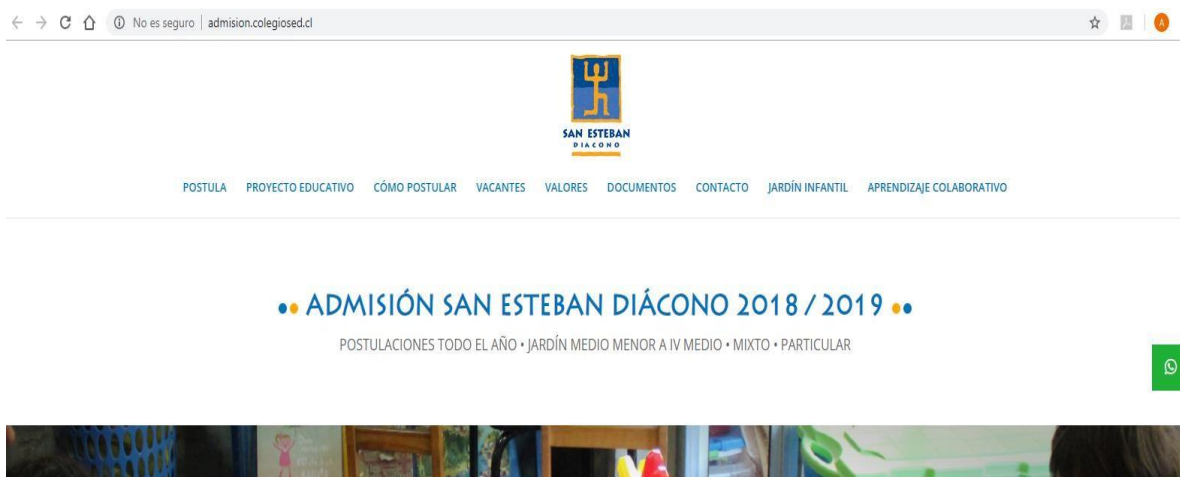 No es seguro | admision.colegiosed.cl
A
SAN ESTEBAN
DIACONO
POSTULA PROYECTO EDUCATIVO CÓMO POSTULAR VACANTES VALORES DOCUMENTOS CONTACTO JARDÍN INFANTIL APRENDIZAJE COLABORATIVO
ADMISIÓN SAN ESTEBAN DIÁCONO 2018 / 2019
POSTULACIONES TODO EL AÑO • JARDÍN MEDIO MENOR A IV MEDIO • MIXTO • PARTICULAR